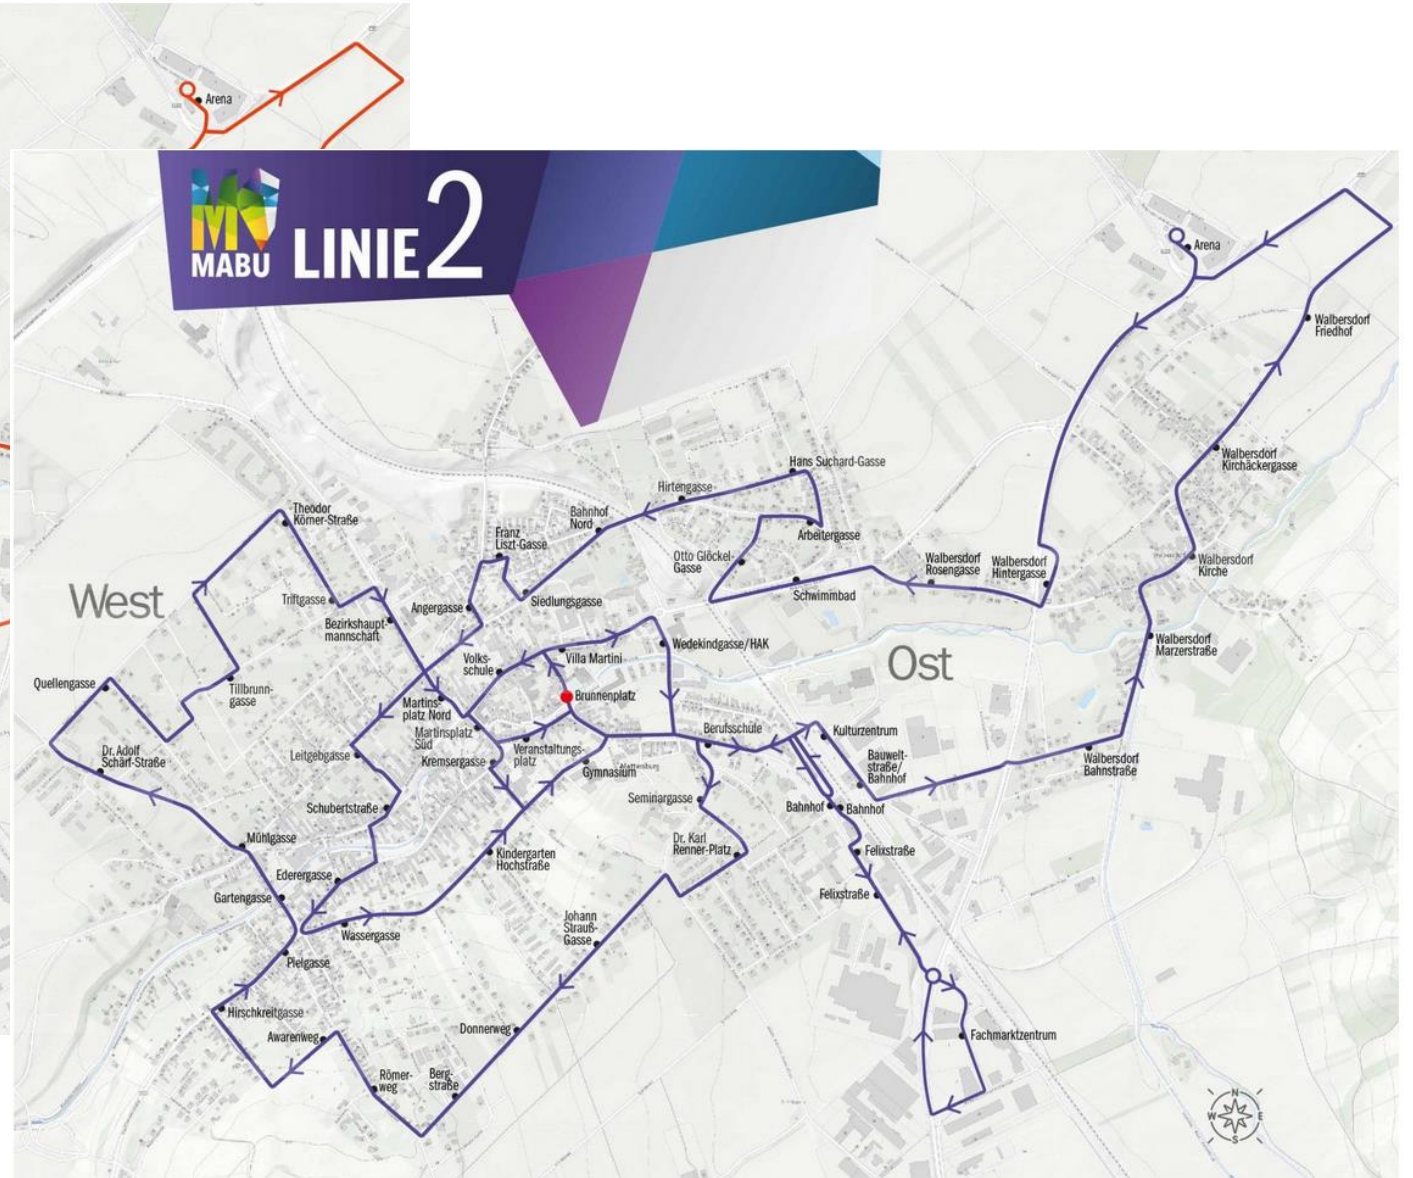 Arena
MABU
LINIE 2
Arena
Walbersdorf
Friedhof
Walbersdorf
Kirchäckergasse
Hans Suchard-Gasse
Hirtengasse
Bahnhof
Nord
Arbeitergasse
Theodor
Körner-Straße
Franz
Liszt-Gasse
Otto Glöckel-
Gasse
Walbersdorf
Rosengasse
Walbersdorf
Hintergasse
Walbersdorf
Kirche
West
Triftgasse
Angergasse
Siedlungsgasse
Schwimmbad
Bezirkshaupt-
mannschaft
Walbersdorf
Marzerstraße
Wedekindgasse/HAK
Volks-
schule
Villa Martini
Ost
Quellengasse
Tillbrunn-
gasse
Brunnenplatz
Martins-
platz Nord
Martinsplatz
Süd
Berufsschule
Kulturzentrum
Dr. Adolf
Schärf-Straße
Leitgebgasse
Kremsergasse
Veranstaltungs-
platz
Gymnasium
Mattersburg
Bauwelt-
straße/
Bahnhof
Walbersdorf
Bahnstraße
Schubertstraße
Seminargasse
Bahnhof
Bahnhof
Mühlgasse
Kindergarten
Hochstraße
Dr. Karl
Renner-Platz
Felixstraße
Ederergasse
Gartengasse
Felixstraße
Wassergasse
Johann
Strauß-
Gasse
Pielgasse
Hirschkreitgasse
Awarenweg
Donnerweg
Fachmarktzentrum
Römer-
weg
Berg-
straße
N
W E
S